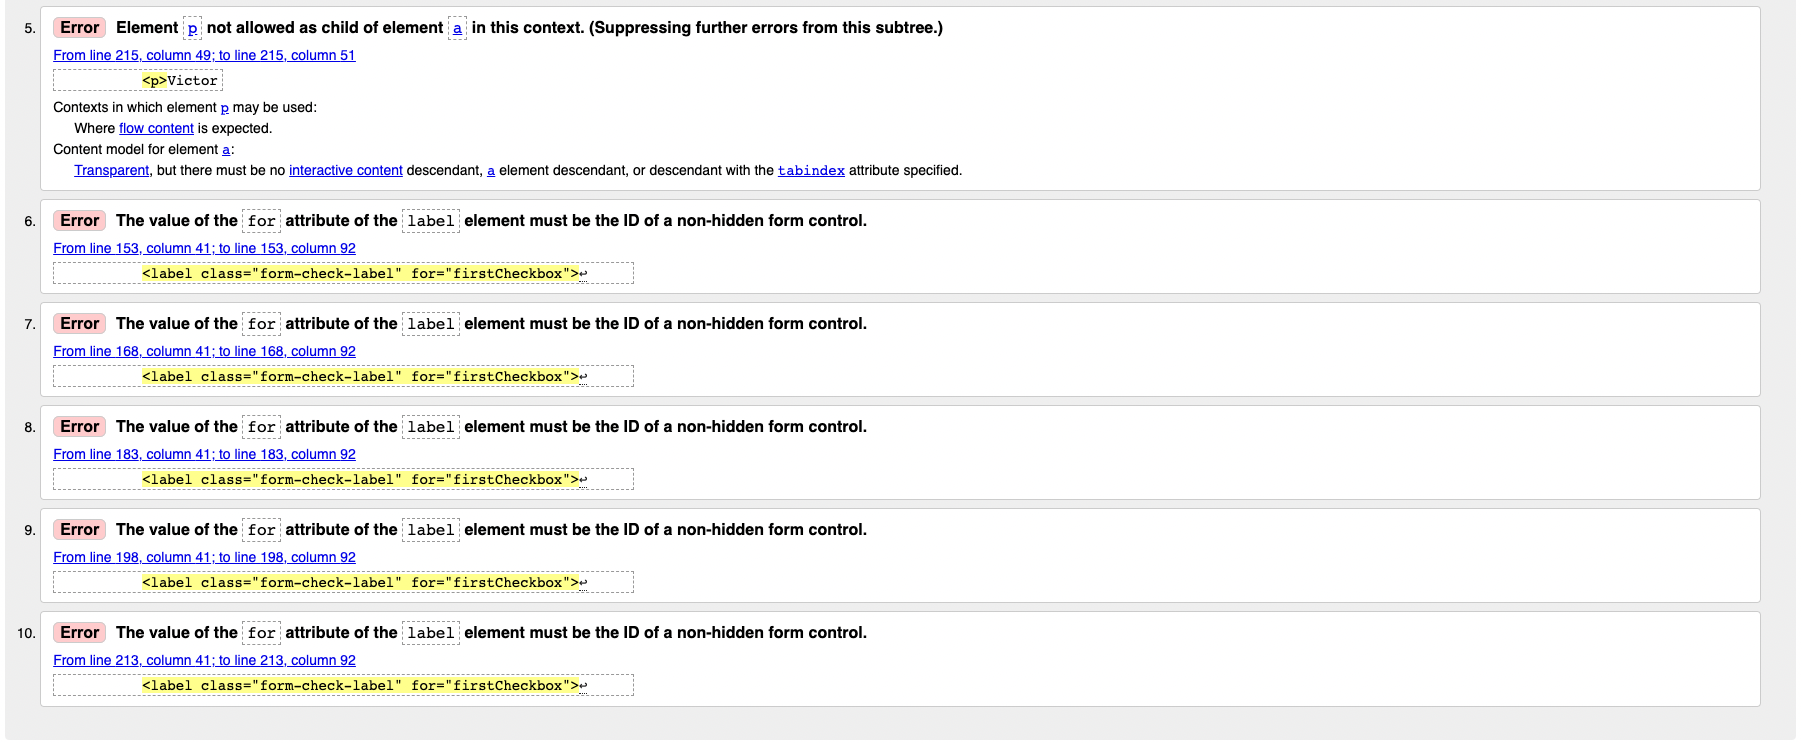 5. Error Element p not allowed as child of element a in this context. (Suppressing further errors from this subtree.)
From line 215, column 49; to line 215, column 51
<p>Victor
Contexts in which element p may be used:
Where flow content is expected.
Content model for element a:
Transparent, but there must be no interactive content descendant, a element descendant, or descendant with the tabindex attribute specified.
6. Error The value of the for attribute of the label element must be the ID of a non-hidden form control.
From line 153, column 41; to line 153, column 92
<label class="form-check-label" for="firstCheckbox">↩
7. Error The value of the for attribute of the label element must be the ID of a non-hidden form control.
From line 168, column 41; to line 168, column 92
<label class="form-check-label" for="firstCheckbox">↩
8. Error The value of the for attribute of the label element must be the ID of a non-hidden form control.
From line 183, column 41; to line 183, column 92
<label class="form-check-label" for="firstCheckbox">↩
9. Error The value of the for attribute of the label element must be the ID of a non-hidden form control.
From line 198, column 41; to line 198, column 92
<label class="form-check-label" for="firstCheckbox">↩
10. Error The value of the for attribute of the label element must be the ID of a non-hidden form control.
From line 213, column 41; to line 213, column 92
<label class="form-check-label" for="firstCheckbox">↩